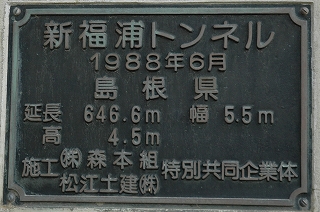 新福浦トンネル
1988年6月
島根県
延長 646.6m 幅 5.5m
高 4.5m
施工 ㈱森本組 特別共同企業体
松江土建㈱